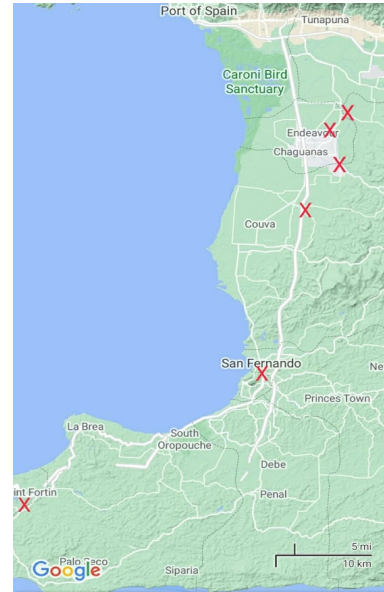 Port of Spain
Tunapuna
Caroni Bird
Sanctuary
X
Endeavour
X
Chaguanas
X
X
Couva
San Fernando
X
Ne
Princes Town
La Brea
South
Oropouche
Debe
int Fortin
X
Penal
5 mi
10 km
Palo Seco
Google
Siparia